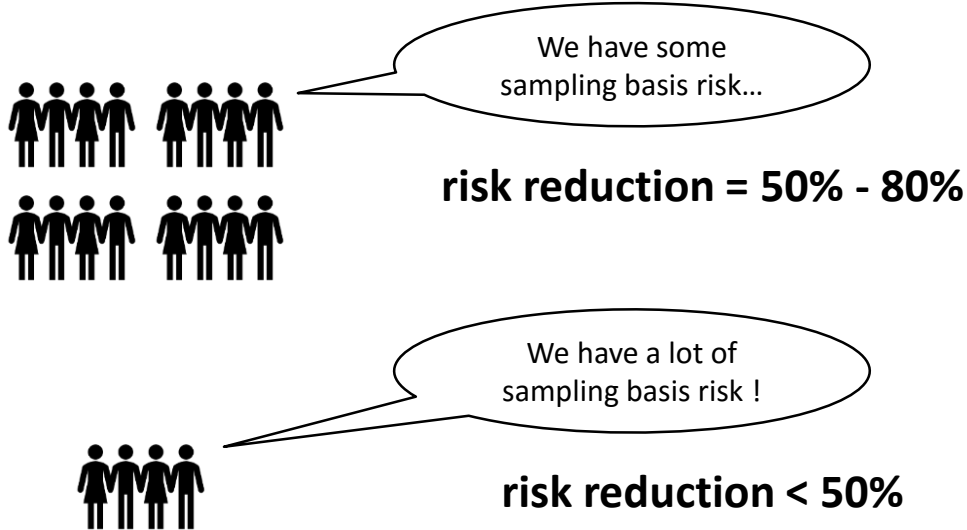 We have some
sampling basis risk...
risk reduction = 50% - 80%
We have a lot of
sampling basis risk !
risk reduction < 50%